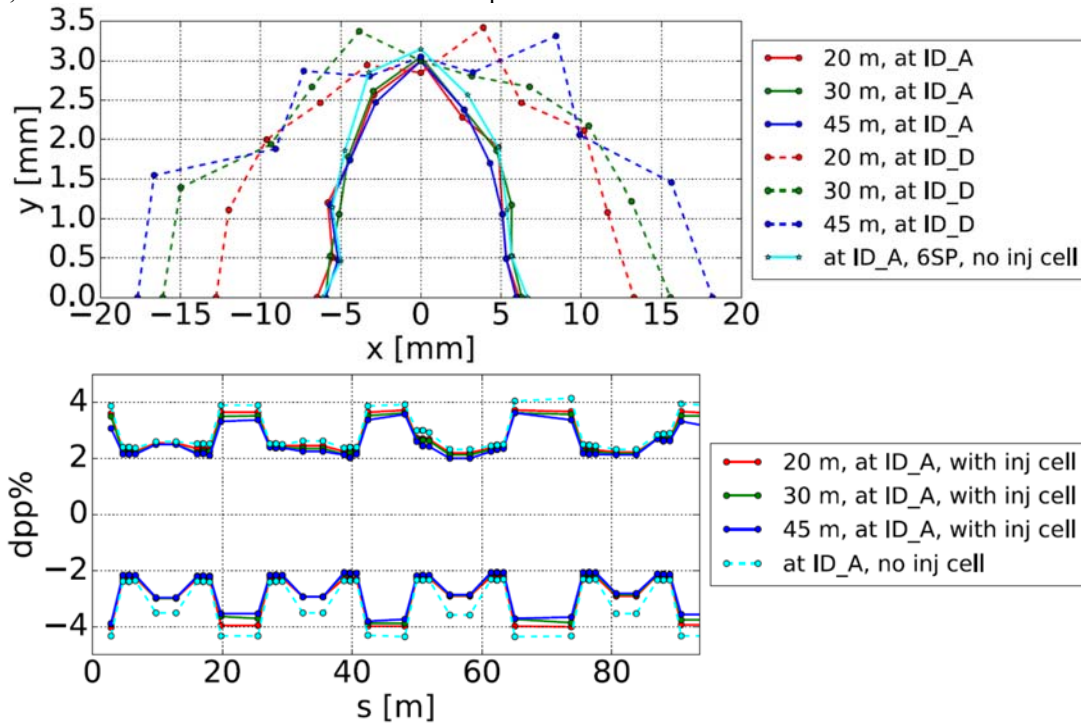 3.5
3.0
2.5
2.0
1.5
1.0
0.5
0.0
y [mm]
−20 −15 −10 −5 0 5 10 15 20
x [mm]
20 m, at ID_A
30 m, at ID_A
45 m, at ID_A
20 m, at ID_D
30 m, at ID_D
45 m, at ID_D
at ID_A, 6SP, no inj cell
4
2
0
−2
−4
dpp%
0 20 40 60 80
s [m]
20 m, at ID_A, with inj cell
30 m, at ID_A, with inj cell
45 m, at ID_A, with inj cell
at ID_A, no inj cell